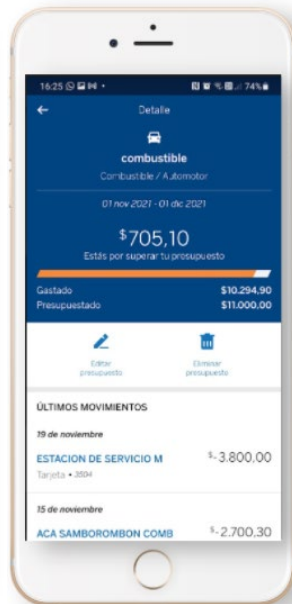 16:25 74%
Detalle
combustible
Combustible / Automotor
01 nov 2021 - 01 dic 2021
$705,10
Estás por superar tu presupuesto
Gastado $10.294,90
Presupuestado $11.000,00
Editar presupuesto
Eliminar presupuesto
ÚLTIMOS MOVIMIENTOS
19 de noviembre
ESTACION DE SERVICIO M $-3.800,00
Tarjeta • 3504
15 de noviembre
ACA SAMBOROMBON COMB $-2.700,30